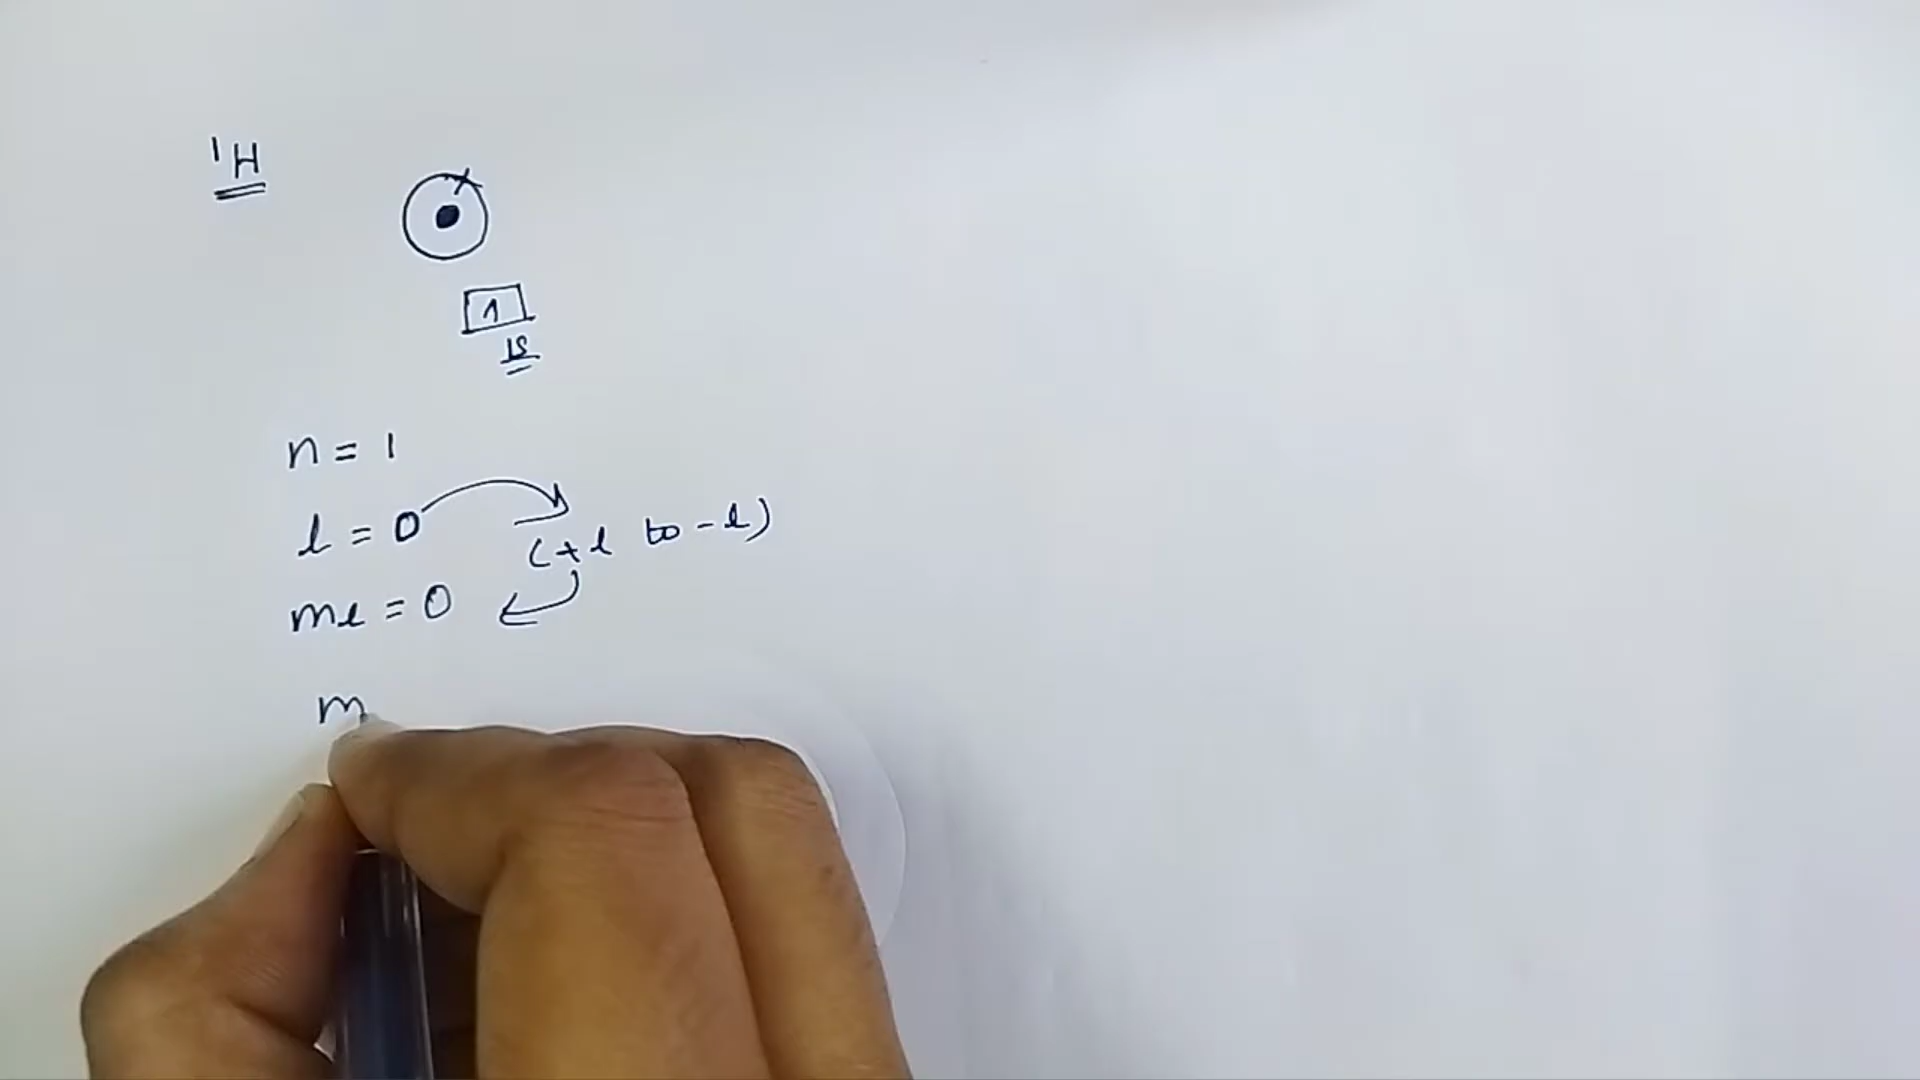 ¹H
1
1s
n = 1
l = 0
(+l to -l)
ml = 0
m